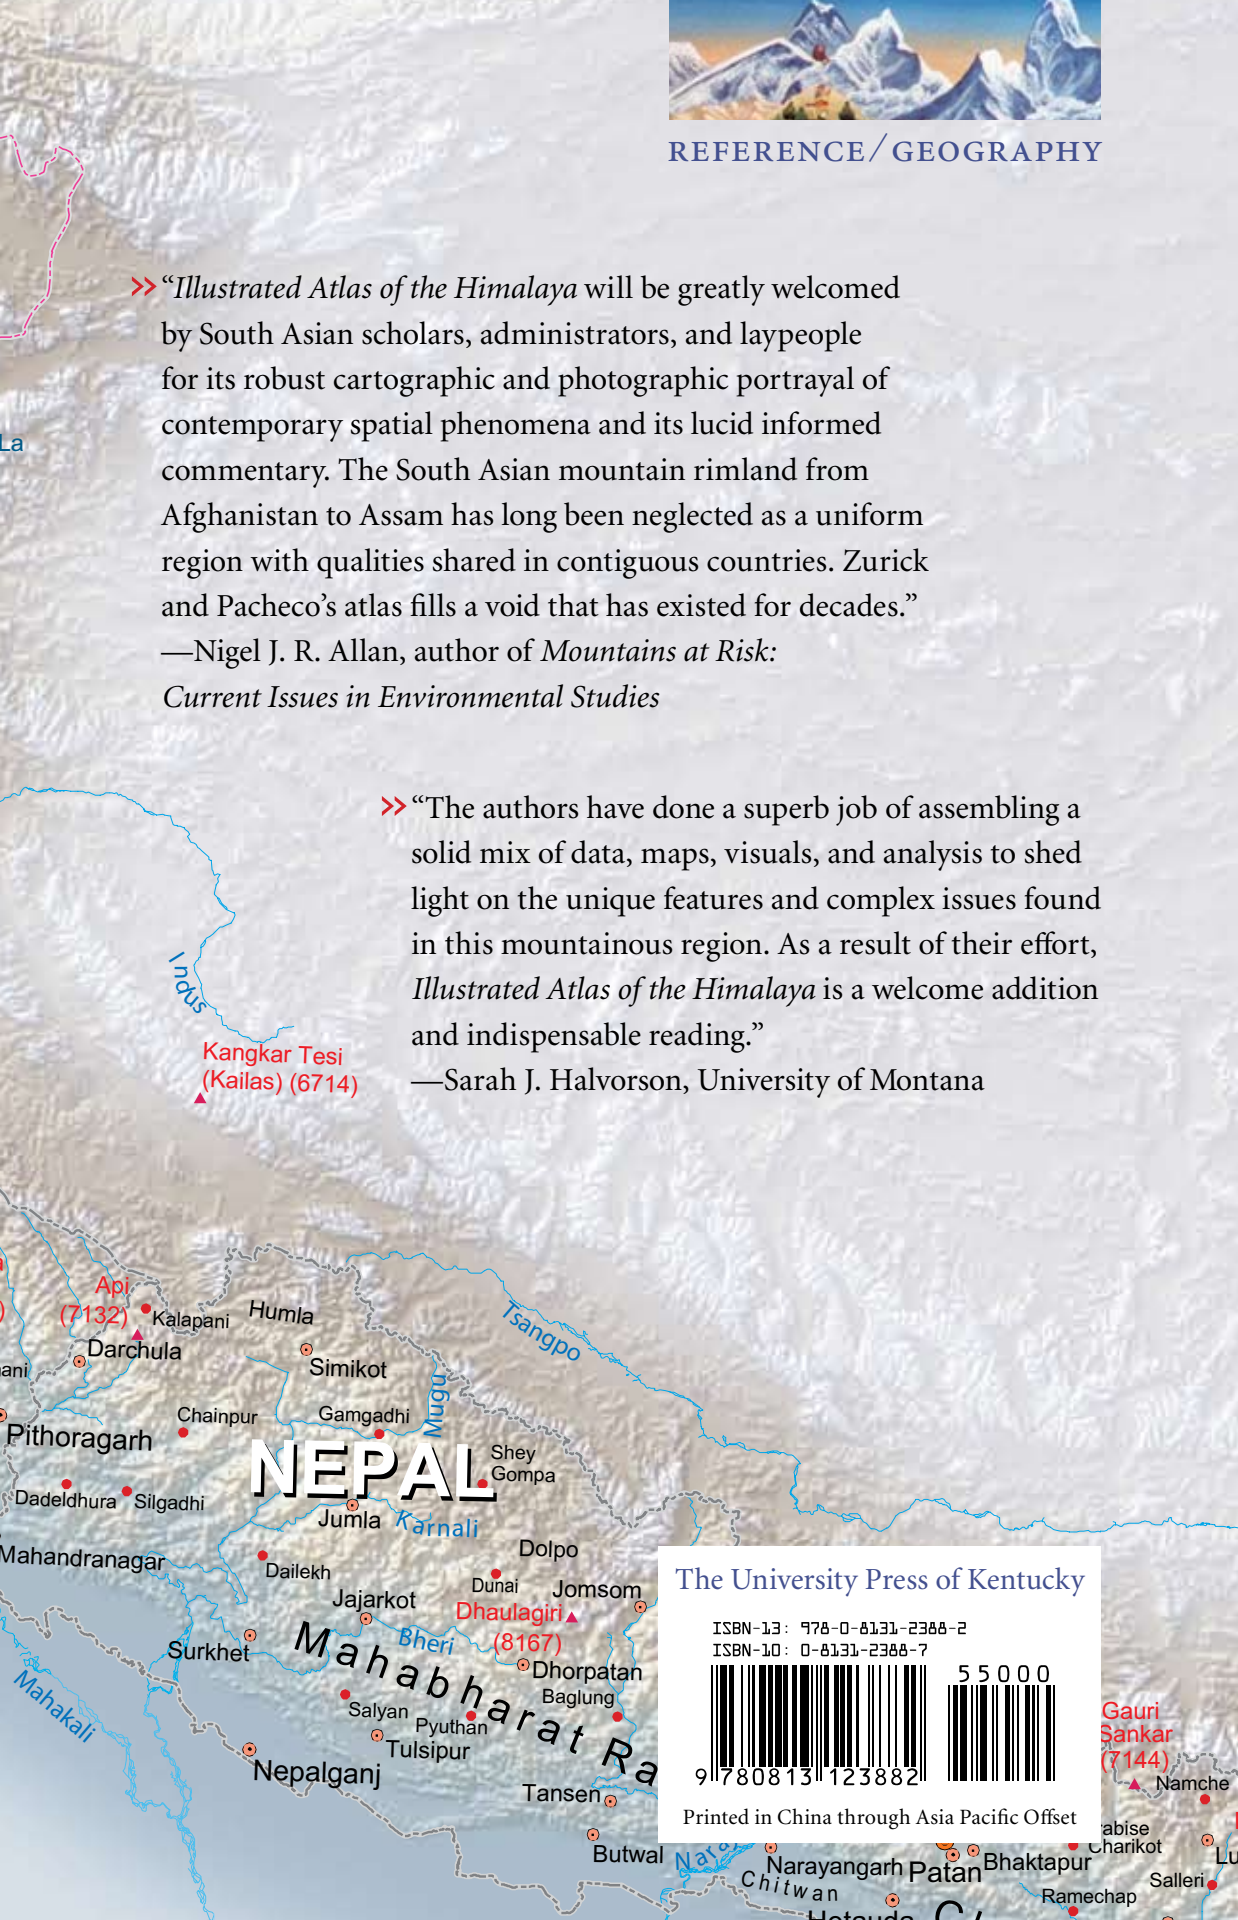 REFERENCE/GEOGRAPHY
» “Illustrated Atlas of the Himalaya will be greatly welcomed
by South Asian scholars, administrators, and laypeople
for its robust cartographic and photographic portrayal of
contemporary spatial phenomena and its lucid informed
commentary. The South Asian mountain rimland from
Afghanistan to Assam has long been neglected as a uniform
region with qualities shared in contiguous countries. Zurick
and Pacheco’s atlas fills a void that has existed for decades.”
—Nigel J. R. Allan, author of Mountains at Risk:
Current Issues in Environmental Studies
La
» “The authors have done a superb job of assembling a
solid mix of data, maps, visuals, and analysis to shed
light on the unique features and complex issues found
in this mountainous region. As a result of their effort,
Illustrated Atlas of the Himalaya is a welcome addition
and indispensable reading.”
—Sarah J. Halvorson, University of Montana
Indus
Kangkar Tesi
(Kailas) (6714)
Api
(7132)
Kalapani
Humla
Darchula
Simikot
Tsangpo
ani
Mugu
Chainpur
Gamgadhi
Pithoragarh
NEPAL
Shey
Gompa
Dadeldhura
Silgadhi
Jumla
Karnali
Mahandranagar
Dailekh
Dolpo
Dunai
Jomsom
Jajarkot
Dhaulagiri
(8167)
Surkhet
Bheri
Mahabharat Ra
Dhorpatan
Baglung
Mahakali
Salyan
Pyuthan
Tulsipur
Nepalganj
Tansen
Butwal
The University Press of Kentucky
ISBN-13: 978-0-8131-2388-2
ISBN-10: 0-8131-2388-7
55000
9 780813 123882
Printed in China through Asia Pacific Offset
Gauri
Sankar
(7144)
Namche
rabise
Charikot
Lu
Naray
Narayangarh
Patan
Bhaktapur
Chitwan
Salleri
Ramechap